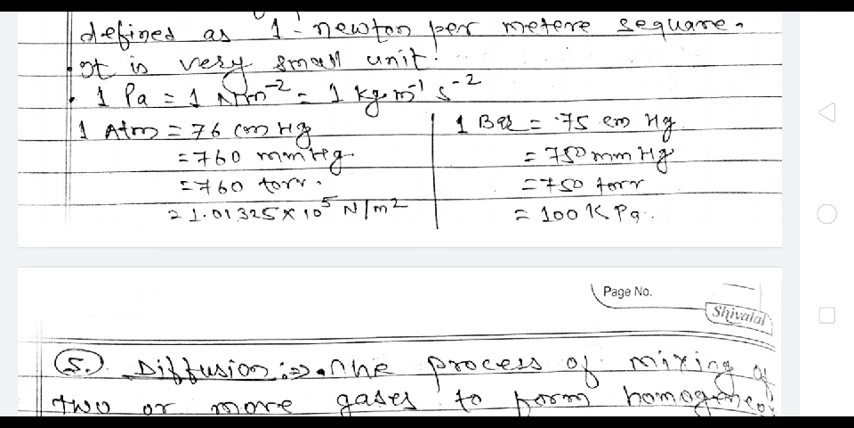 defined as 1 newton per metere sequare.
• It is very small unit.
• 1 Pa = 1 Nm⁻² = 1 kg m⁻¹ s⁻²
1 Atm = 76 cm Hg
= 760 mm Hg
= 760 torr.
= 1.01325 × 10⁵ N/m²
1 Bar = 75 cm Hg
= 750 mm Hg
= 750 torr
= 100 K Pa.
Page No.
Shivalal
5. Diffusion :⇒ • The process of mixing of
two or more gases to form homogeneou